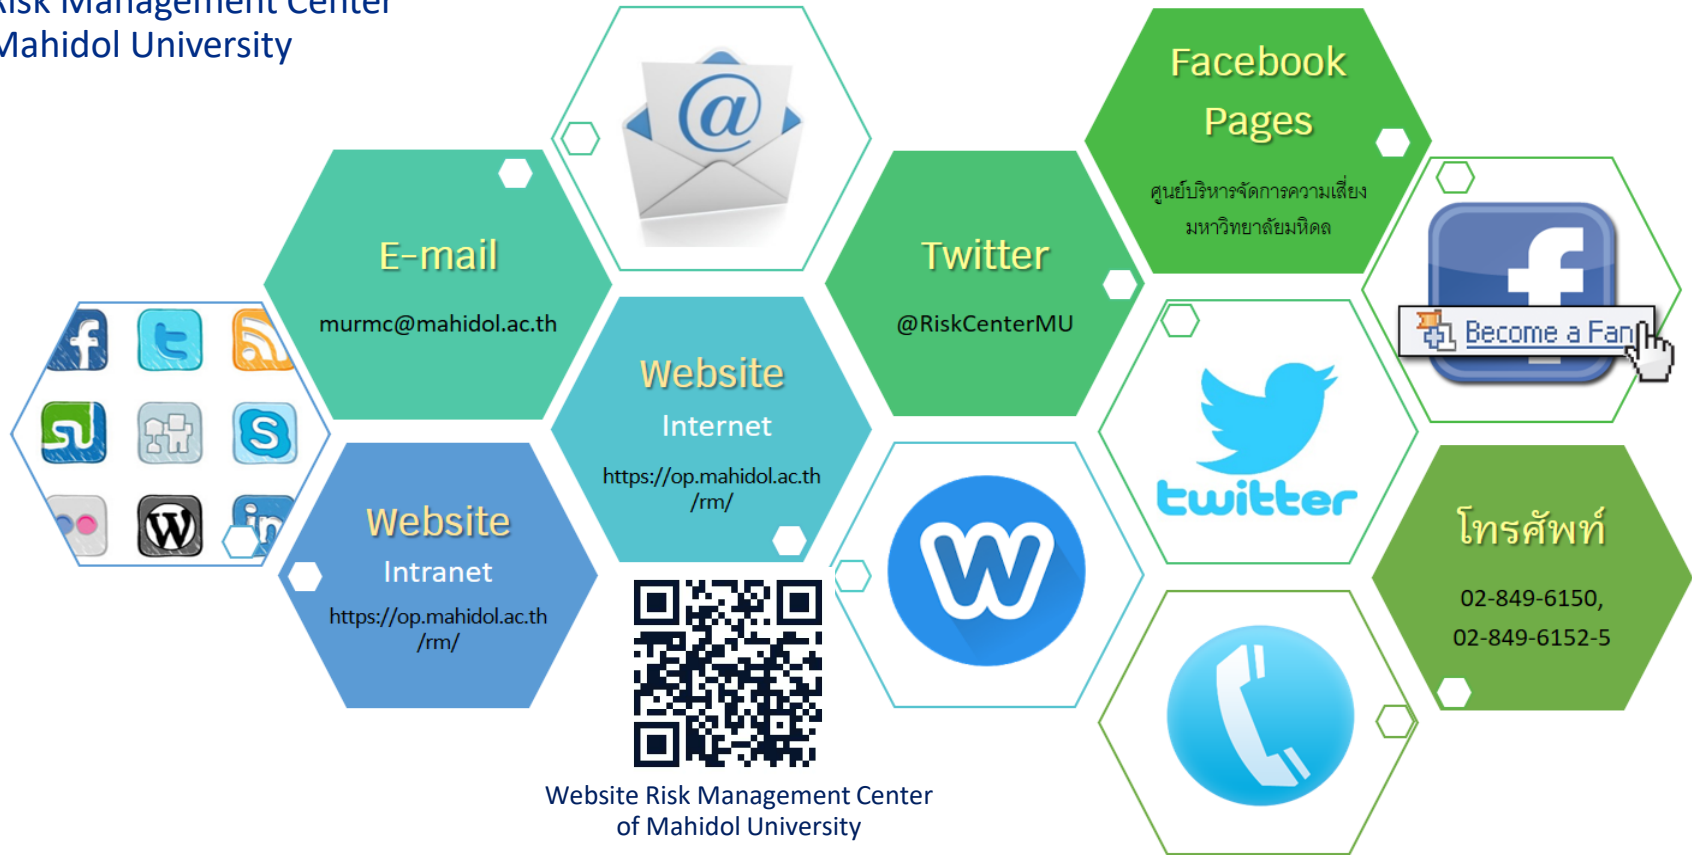 Risk Management Center
Mahidol University
Facebook
Pages
ศูนย์บริหารจัดการความเสี่ยง
มหาวิทยาลัยมหิดล
E-mail
murmc@mahidol.ac.th
Twitter
@RiskCenterMU
Become a Fan
Website
Internet
https://op.mahidol.ac.th
/rm/
twitter
Website
Intranet
https://op.mahidol.ac.th
/rm/
โทรศัพท์
02-849-6150,
02-849-6152-5
Website Risk Management Center
of Mahidol University